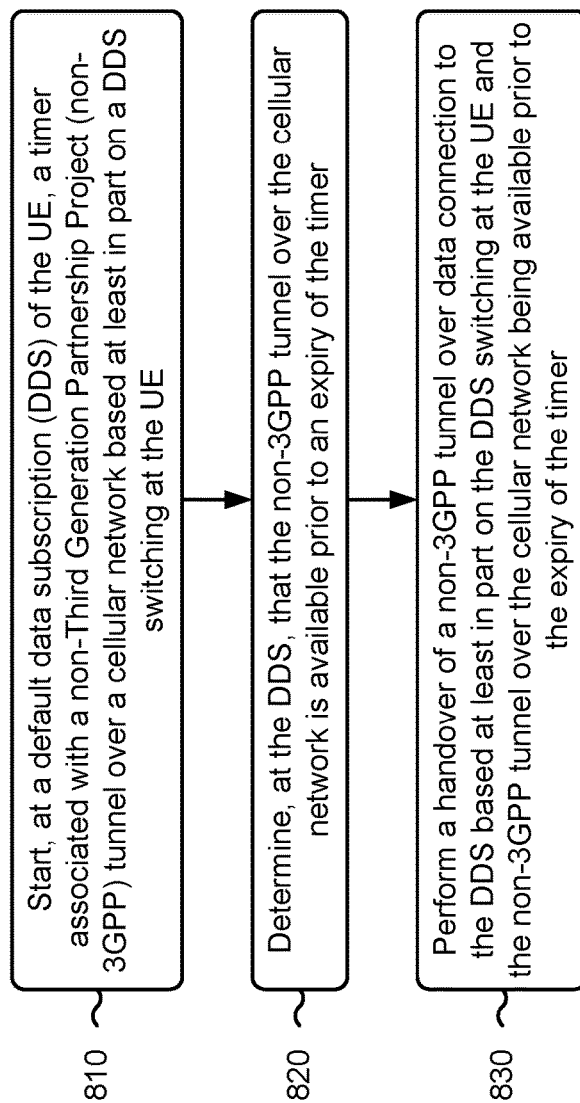 810
Start, at a default data subscription (DDS) of the UE, a timer
associated with a non-Third Generation Partnership Project (non-
3GPP) tunnel over a cellular network based at least in part on a DDS
switching at the UE
820
Determine, at the DDS, that the non-3GPP tunnel over the cellular
network is available prior to an expiry of the timer
830
Perform a handover of a non-3GPP tunnel over data connection to
the DDS based at least in part on the DDS switching at the UE and
the non-3GPP tunnel over the cellular network being available prior to
the expiry of the timer